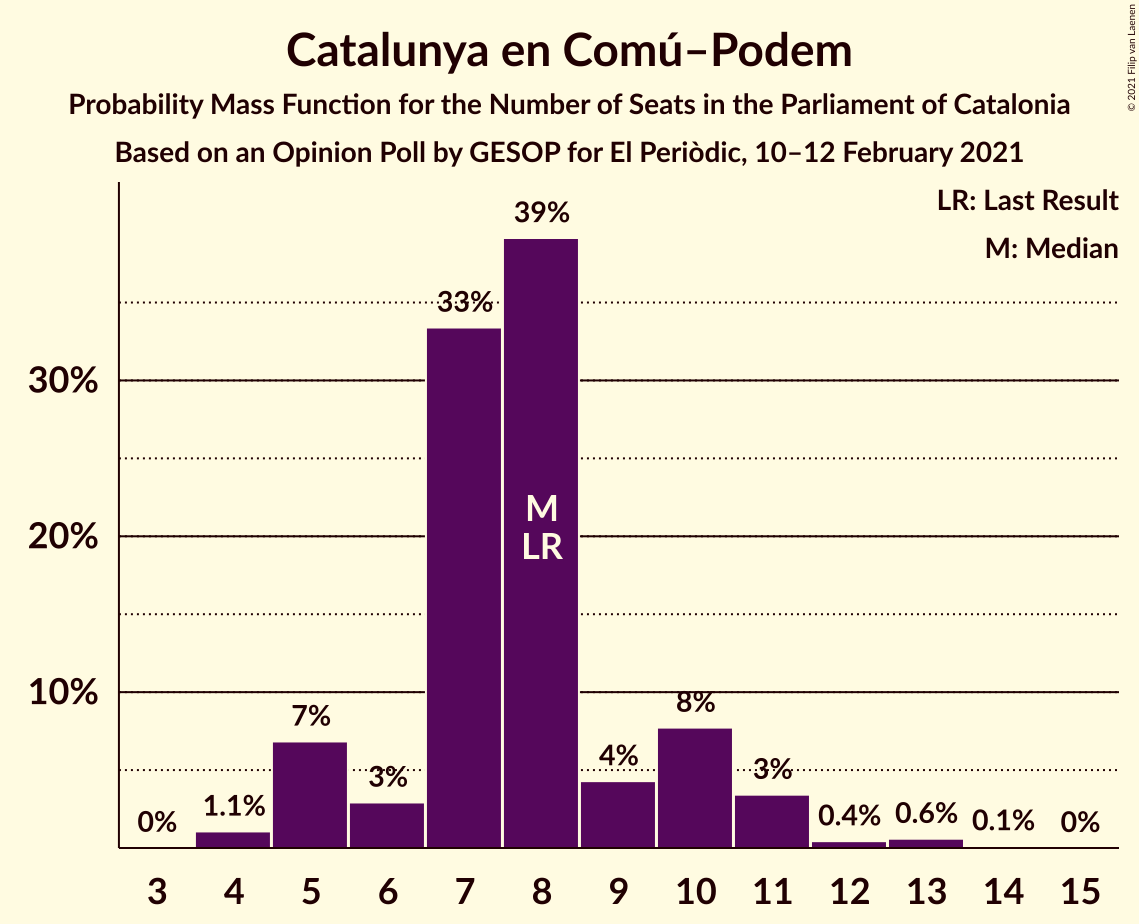 Catalunya en Comú–Podem
Probability Mass Function for the Number of Seats in the Parliament of Catalonia
Based on an Opinion Poll by GESOP for El Periòdic, 10–12 February 2021
© 2021 Filip van Laenen
LR: Last Result
M: Median
39%
33%
30%
M
LR
20%
10%
8%
7%
4%
3%
3%
1.1%
0.6%
0.4%
0.1%
0%
0%
3 4 5 6 7 8 9 10 11 12 13 14 15